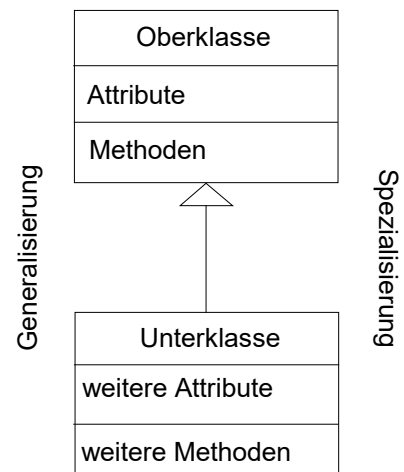 Oberklasse
Attribute
Methoden
Generalisierung
Spezialisierung
Unterklasse
weitere Attribute
weitere Methoden